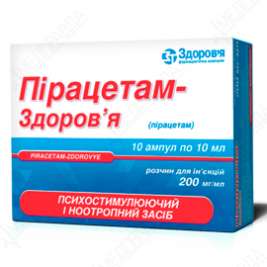 Здоров'я
Пірацетам-
Здоров'я
(пірацетам)
10 ампул по 10 мл
PIRACETAM-ZDOROVYE
розчин для ін'єкцій
200 мг/мл
ПСИХОСТИМУЛЮЮЧИЙ
І НООТРОПНИЙ ЗАСІБ